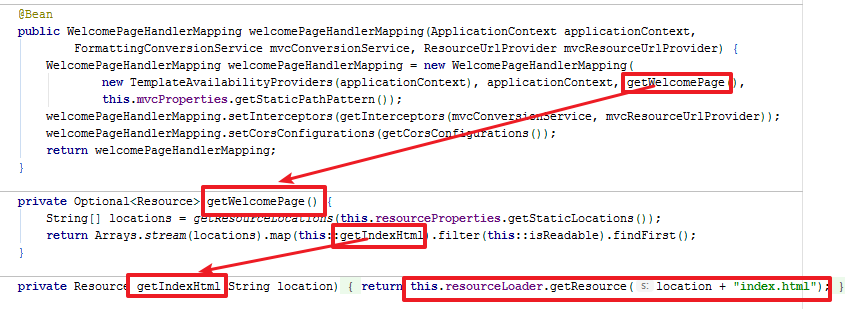 @Bean
public WelcomePageHandlerMapping welcomePageHandlerMapping(ApplicationContext applicationContext,
FormattingConversionService mvcConversionService, ResourceUrlProvider mvcResourceUrlProvider) {
WelcomePageHandlerMapping welcomePageHandlerMapping = new WelcomePageHandlerMapping(
new TemplateAvailabilityProviders(applicationContext), applicationContext, getWelcomePage(),
this.mvcProperties.getStaticPathPattern());
welcomePageHandlerMapping.setInterceptors(getInterceptors(mvcConversionService, mvcResourceUrlProvider));
welcomePageHandlerMapping.setCorsConfigurations(getCorsConfigurations());
return welcomePageHandlerMapping;
}
private Optional<Resource> getWelcomePage() {
String[] locations = getResourceLocations(this.resourceProperties.getStaticLocations());
return Arrays.stream(locations).map(this::getIndexHtml).filter(this::isReadable).findFirst();
}
private Resource getIndexHtml(String location) { return this.resourceLoader.getResource( s: location + "index.html"); }